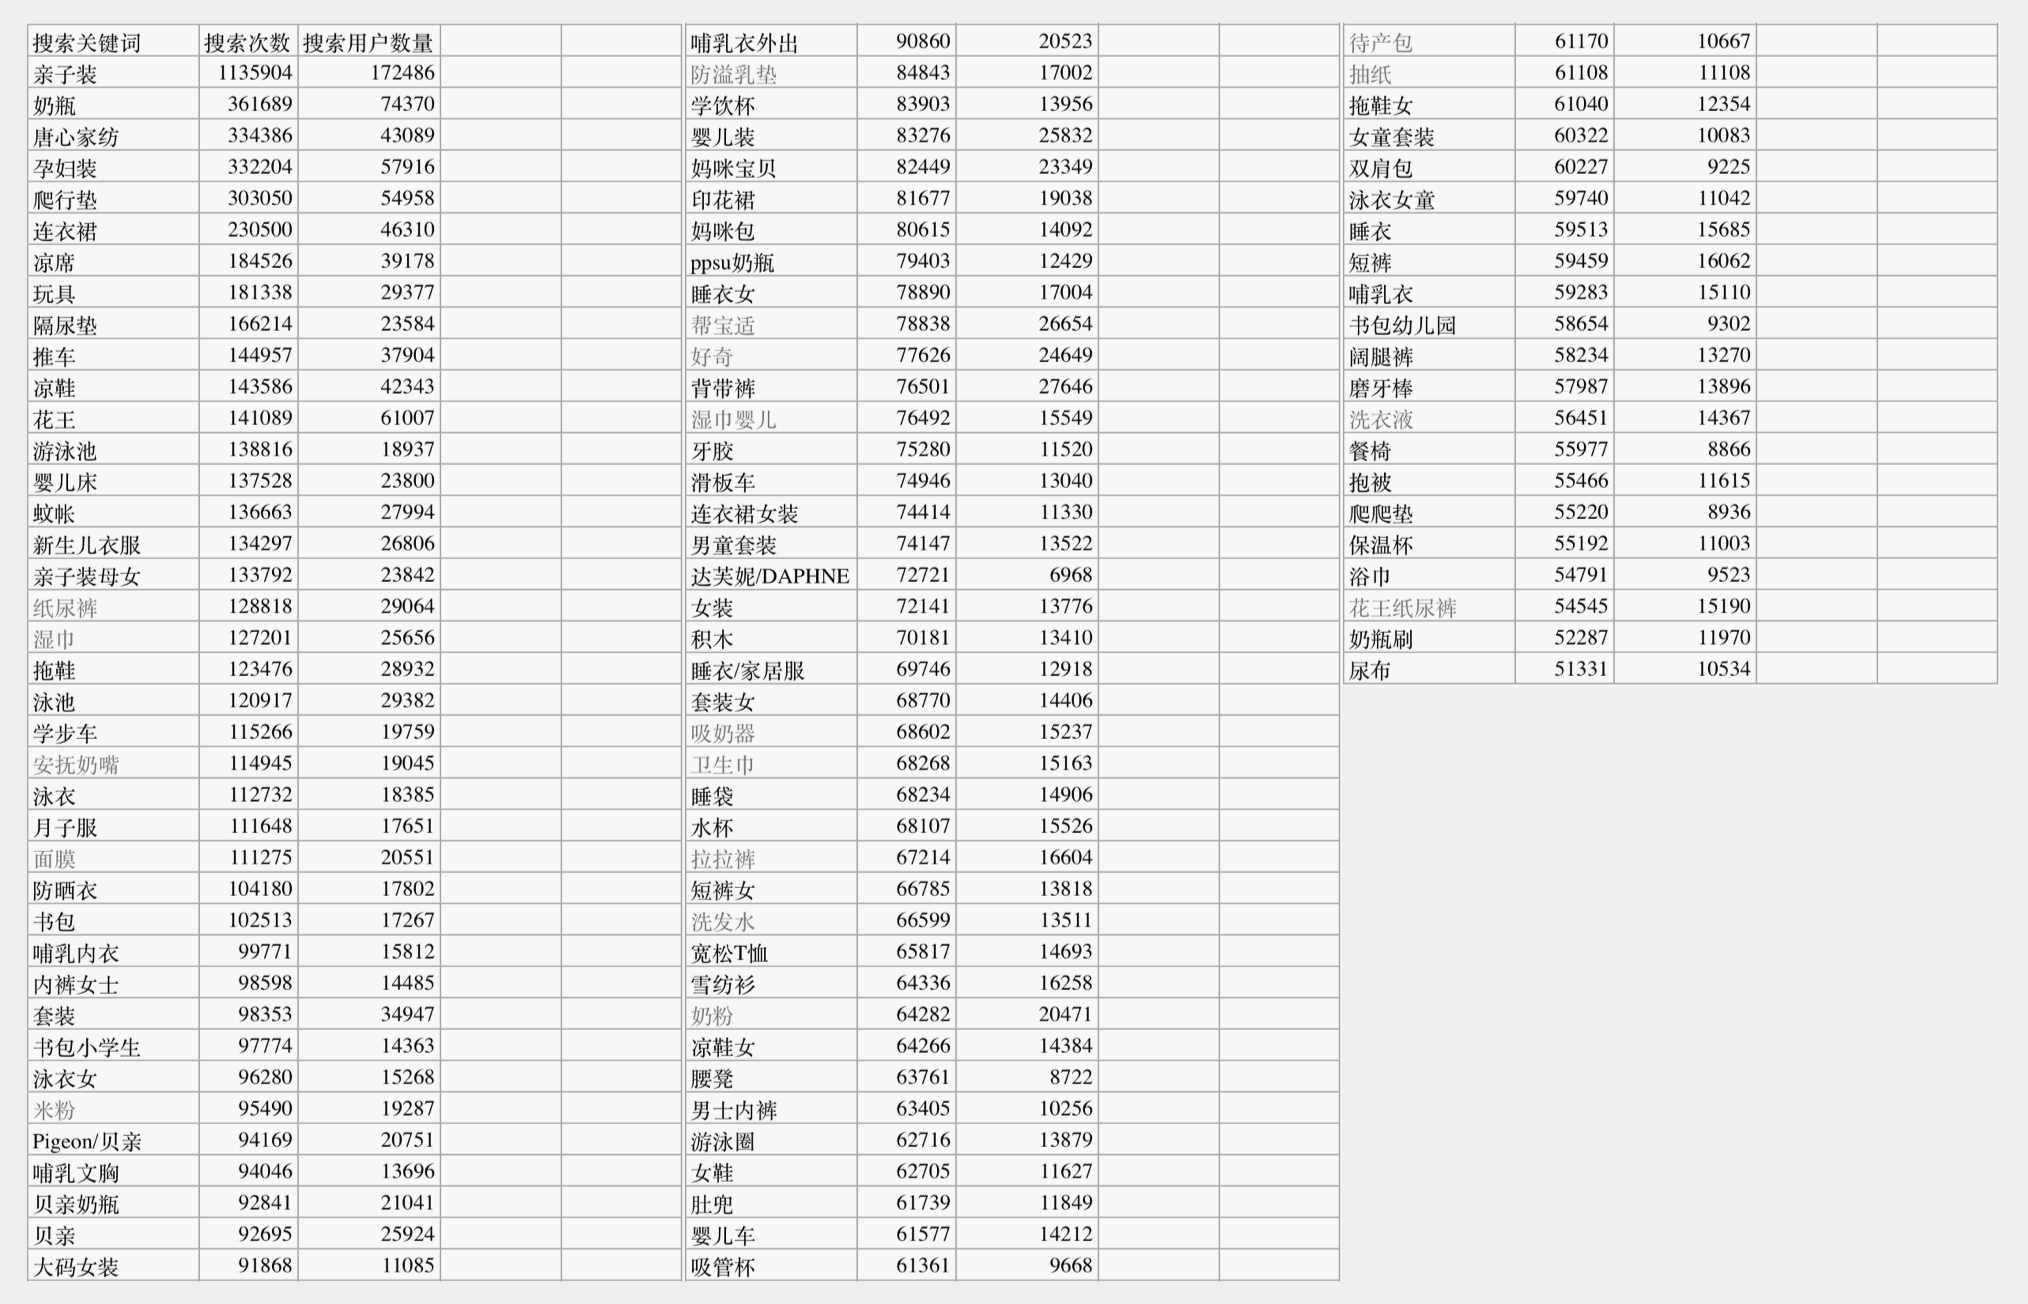 搜索关键词 搜索次数 搜索用户数量
亲子装 1135904 172486
奶瓶 361689 74370
唐心家纺 334386 43089
孕妇装 332204 57916
爬行垫 303050 54958
连衣裙 230500 46310
凉席 184526 39178
玩具 181338 29377
隔尿垫 166214 23584
推车 144957 37904
凉鞋 143586 42343
花王 141089 61007
游泳池 138816 18937
婴儿床 137528 23800
蚊帐 136663 27994
新生儿衣服 134297 26806
亲子装母女 133792 23842
纸尿裤 128818 29064
湿巾 127201 25656
拖鞋 123476 28932
泳池 120917 29382
学步车 115266 19759
安抚奶嘴 114945 19045
泳衣 112732 18385
月子服 111648 17651
面膜 111275 20551
防晒衣 104180 17802
书包 102513 17267
哺乳内衣 99771 15812
内裤女士 98598 14485
套装 98353 34947
书包小学生 97774 14363
泳衣女 96280 15268
米粉 95490 19287
Pigeon/贝亲 94169 20751
哺乳文胸 94046 13696
贝亲奶瓶 92841 21041
贝亲 92695 25924
大码女装 91868 11085
哺乳衣外出 90860 20523
防溢乳垫 84843 17002
学饮杯 83903 13956
婴儿装 83276 25832
妈咪宝贝 82449 23349
印花裙 81677 19038
妈咪包 80615 14092
ppsu奶瓶 79403 12429
睡衣女 78890 17004
帮宝适 78838 26654
好奇 77626 24649
背带裤 76501 27646
湿巾婴儿 76492 15549
牙胶 75280 11520
滑板车 74946 13040
连衣裙女装 74414 11330
男童套装 74147 13522
达芙妮/DAPHNE 72721 6968
女装 72141 13776
积木 70181 13410
睡衣/家居服 69746 12918
套装女 68770 14406
吸奶器 68602 15237
卫生巾 68268 15163
睡袋 68234 14906
水杯 68107 15526
拉拉裤 67214 16604
短裤女 66785 13818
洗发水 66599 13511
宽松T恤 65817 14693
雪纺衫 64336 16258
奶粉 64282 20471
凉鞋女 64266 14384
腰凳 63761 8722
男士内裤 63405 10256
游泳圈 62716 13879
女鞋 62705 11627
肚兜 61739 11849
婴儿车 61577 14212
吸管杯 61361 9668
待产包 61170 10667
抽纸 61108 11108
拖鞋女 61040 12354
女童套装 60322 10083
双肩包 60227 9225
泳衣女童 59740 11042
睡衣 59513 15685
短裤 59459 16062
哺乳衣 59283 15110
书包幼儿园 58654 9302
阔腿裤 58234 13270
磨牙棒 57987 13896
洗衣液 56451 14367
餐椅 55977 8866
抱被 55466 11615
爬爬垫 55220 8936
保温杯 55192 11003
浴巾 54791 9523
花王纸尿裤 54545 15190
奶瓶刷 52287 11970
尿布 51331 10534